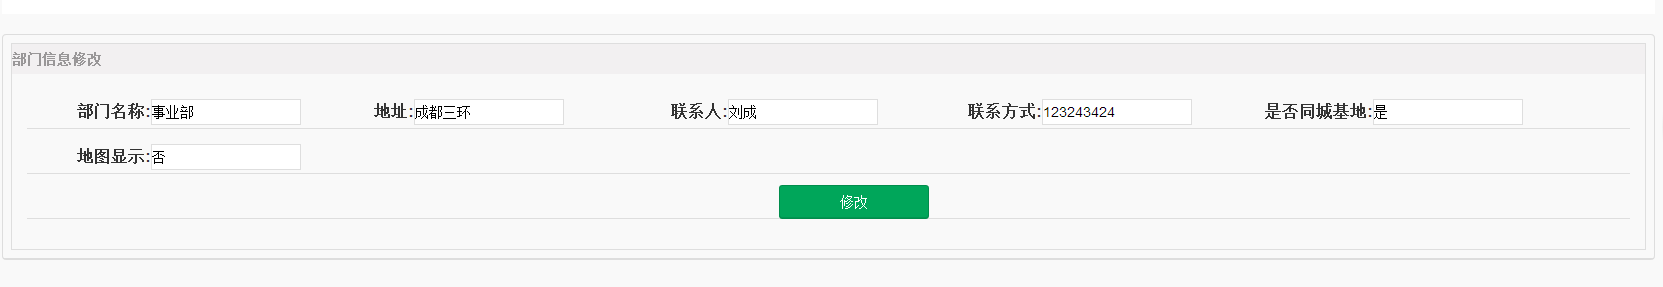 部门信息修改
部门名称:事业部 地址:成都三环 联系人:刘成 联系方式:123243424 是否同城基地:是
地图显示:否
修改